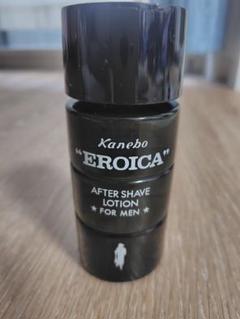 Kanebo
"EROICA"
AFTER SHAVE
LOTION
★ FOR MEN ★